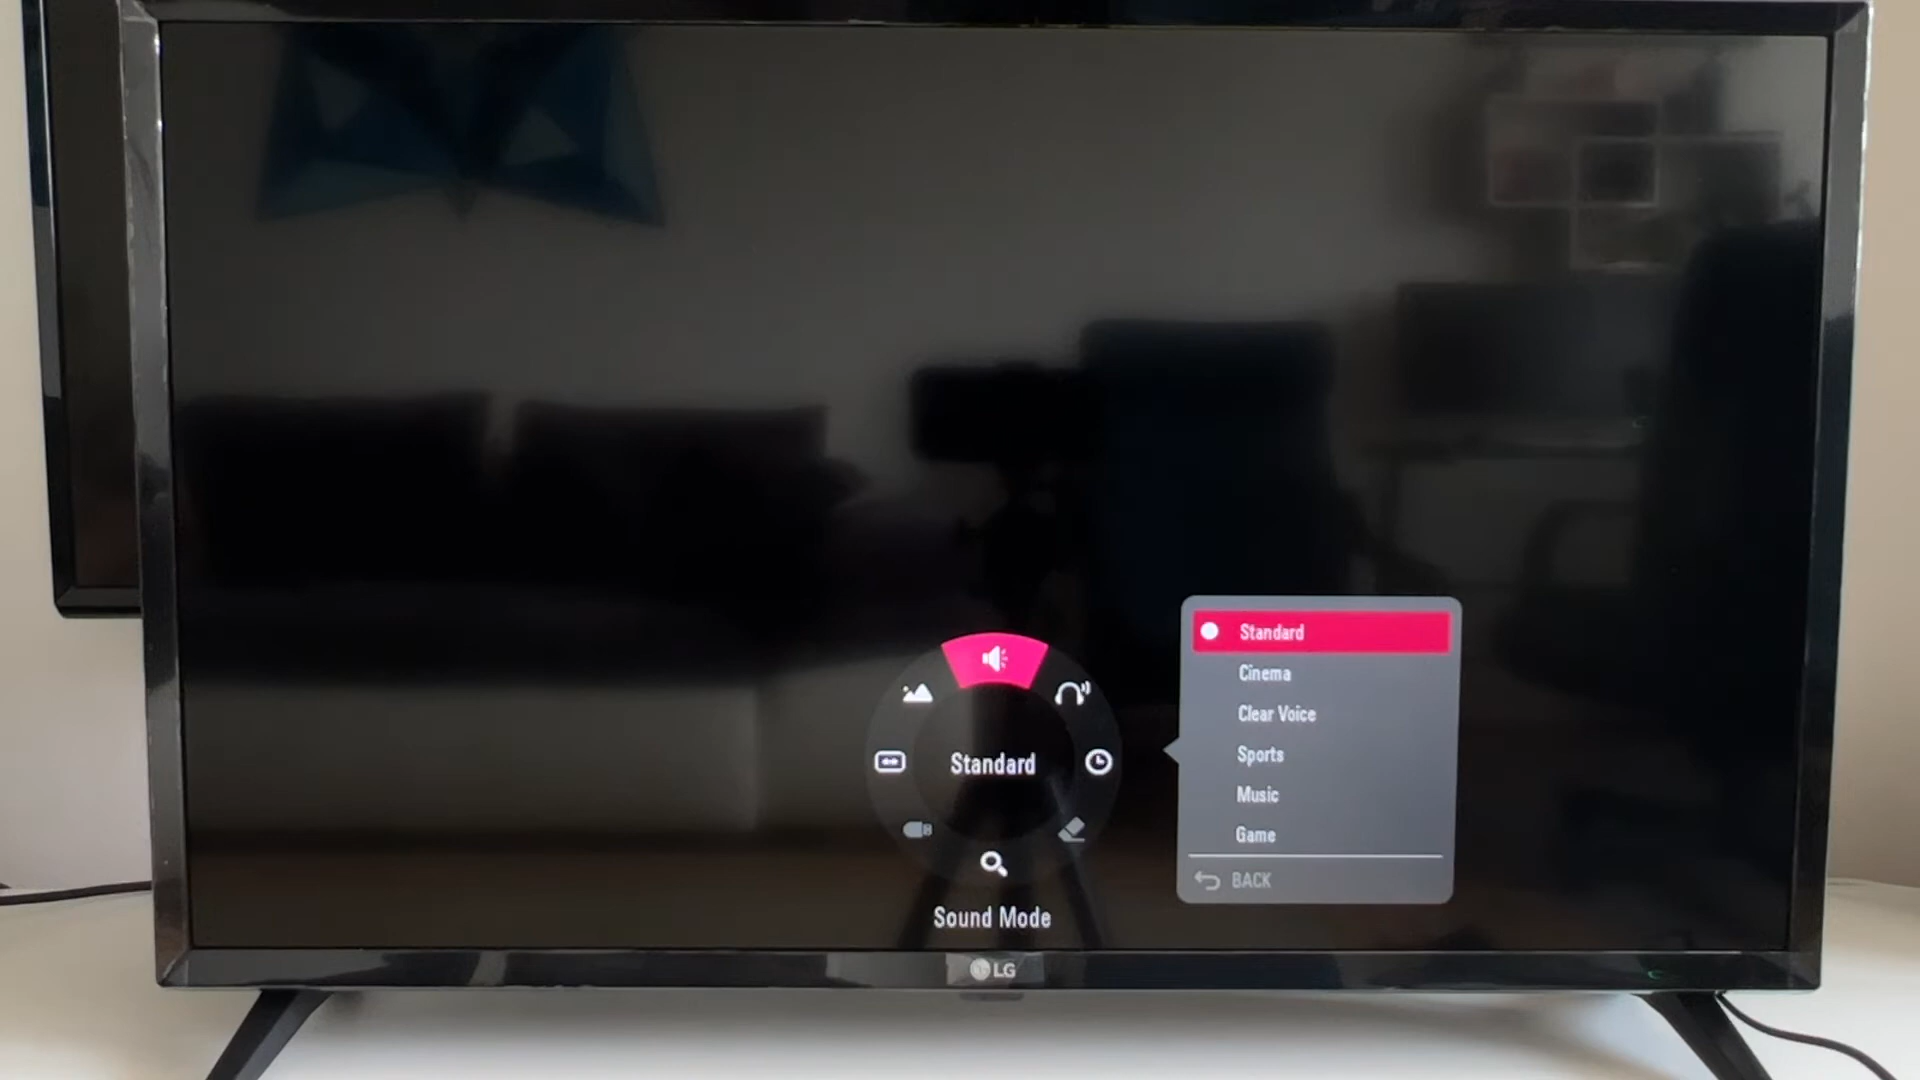 Standard
Sound Mode
Standard
Cinema
Clear Voice
Sports
Music
Game
BACK
LG